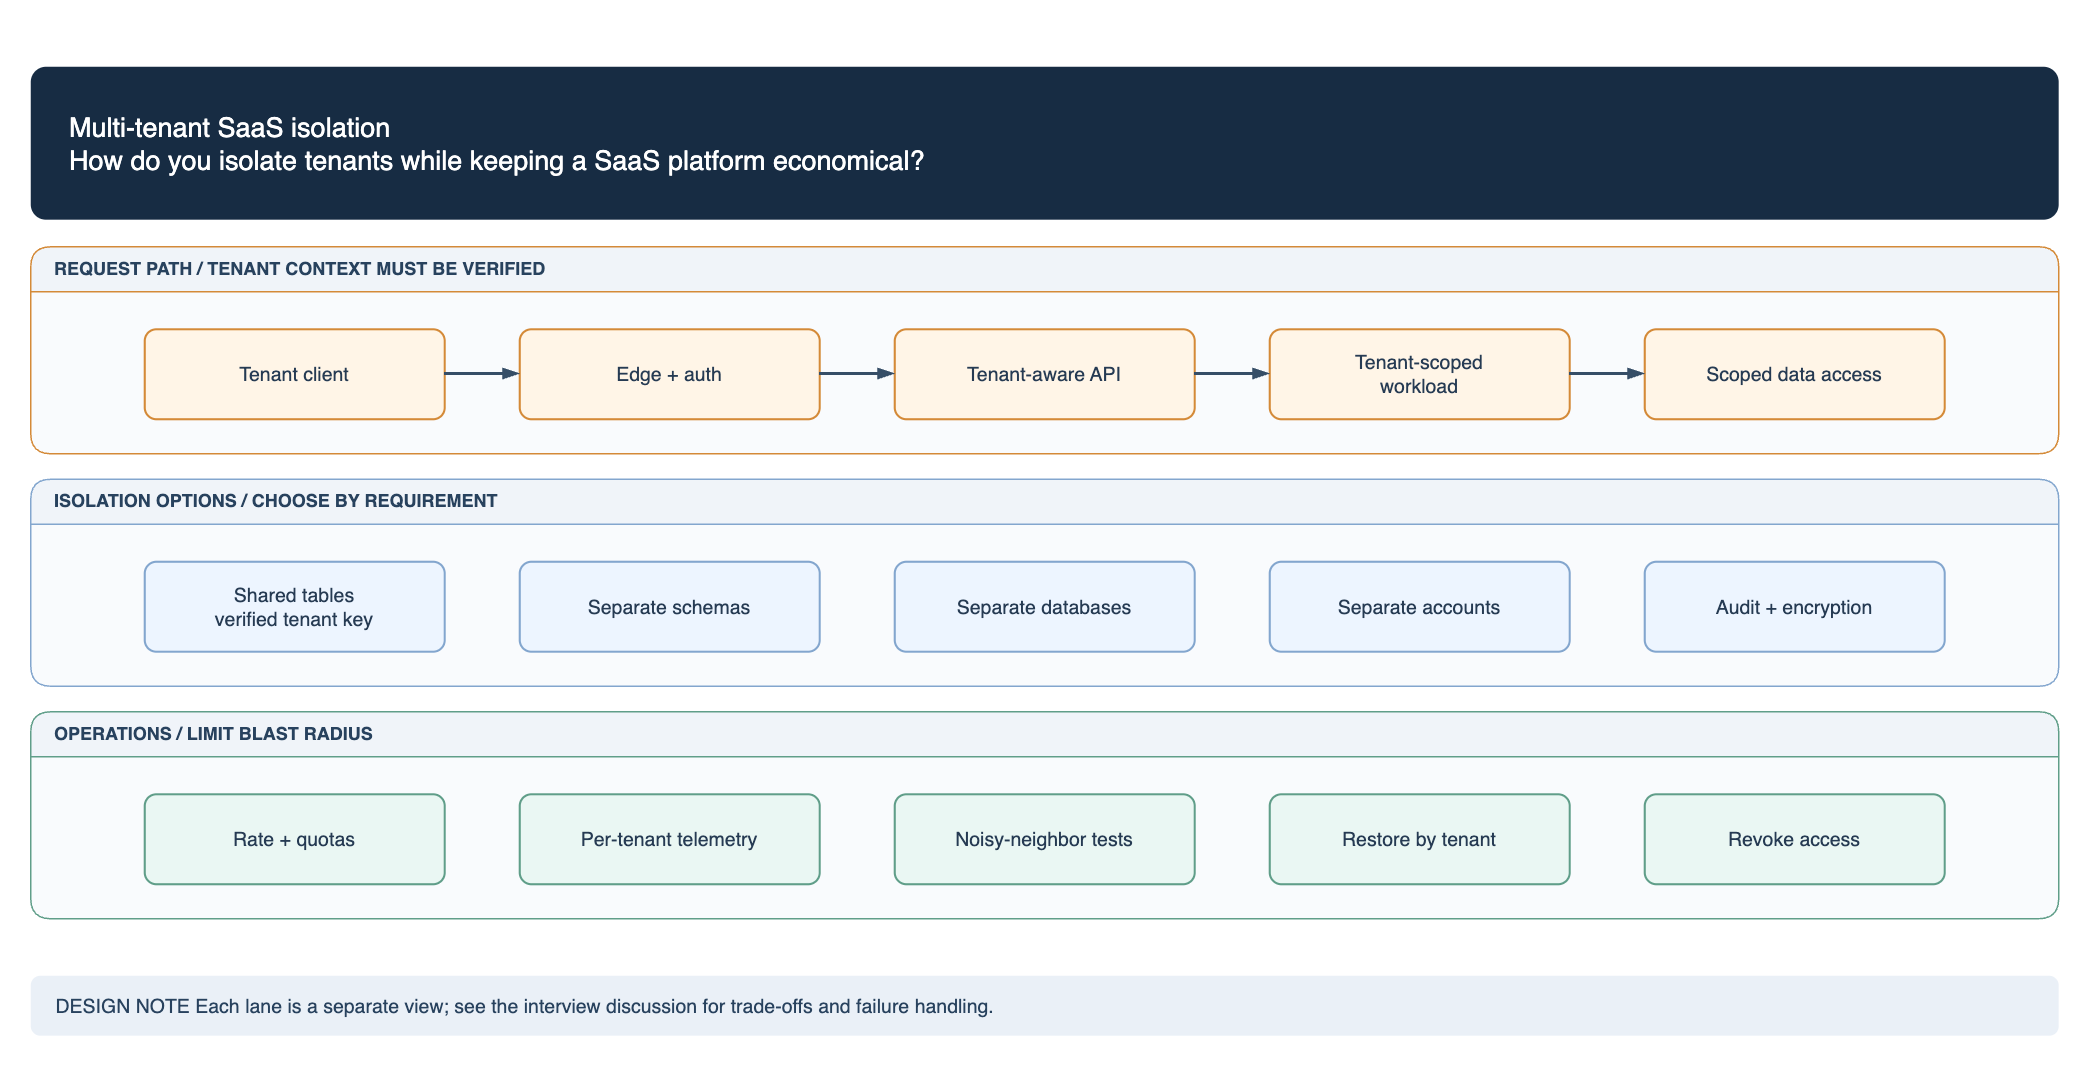 Multi-tenant SaaS isolation
How do you isolate tenants while keeping a SaaS platform economical?
REQUEST PATH / TENANT CONTEXT MUST BE VERIFIED
Tenant client
Edge + auth
Tenant-aware API
Tenant-scoped
workload
Scoped data access
ISOLATION OPTIONS / CHOOSE BY REQUIREMENT
Shared tables
verified tenant key
Separate schemas
Separate databases
Separate accounts
Audit + encryption
OPERATIONS / LIMIT BLAST RADIUS
Rate + quotas
Per-tenant telemetry
Noisy-neighbor tests
Restore by tenant
Revoke access
DESIGN NOTE Each lane is a separate view; see the interview discussion for trade-offs and failure handling.